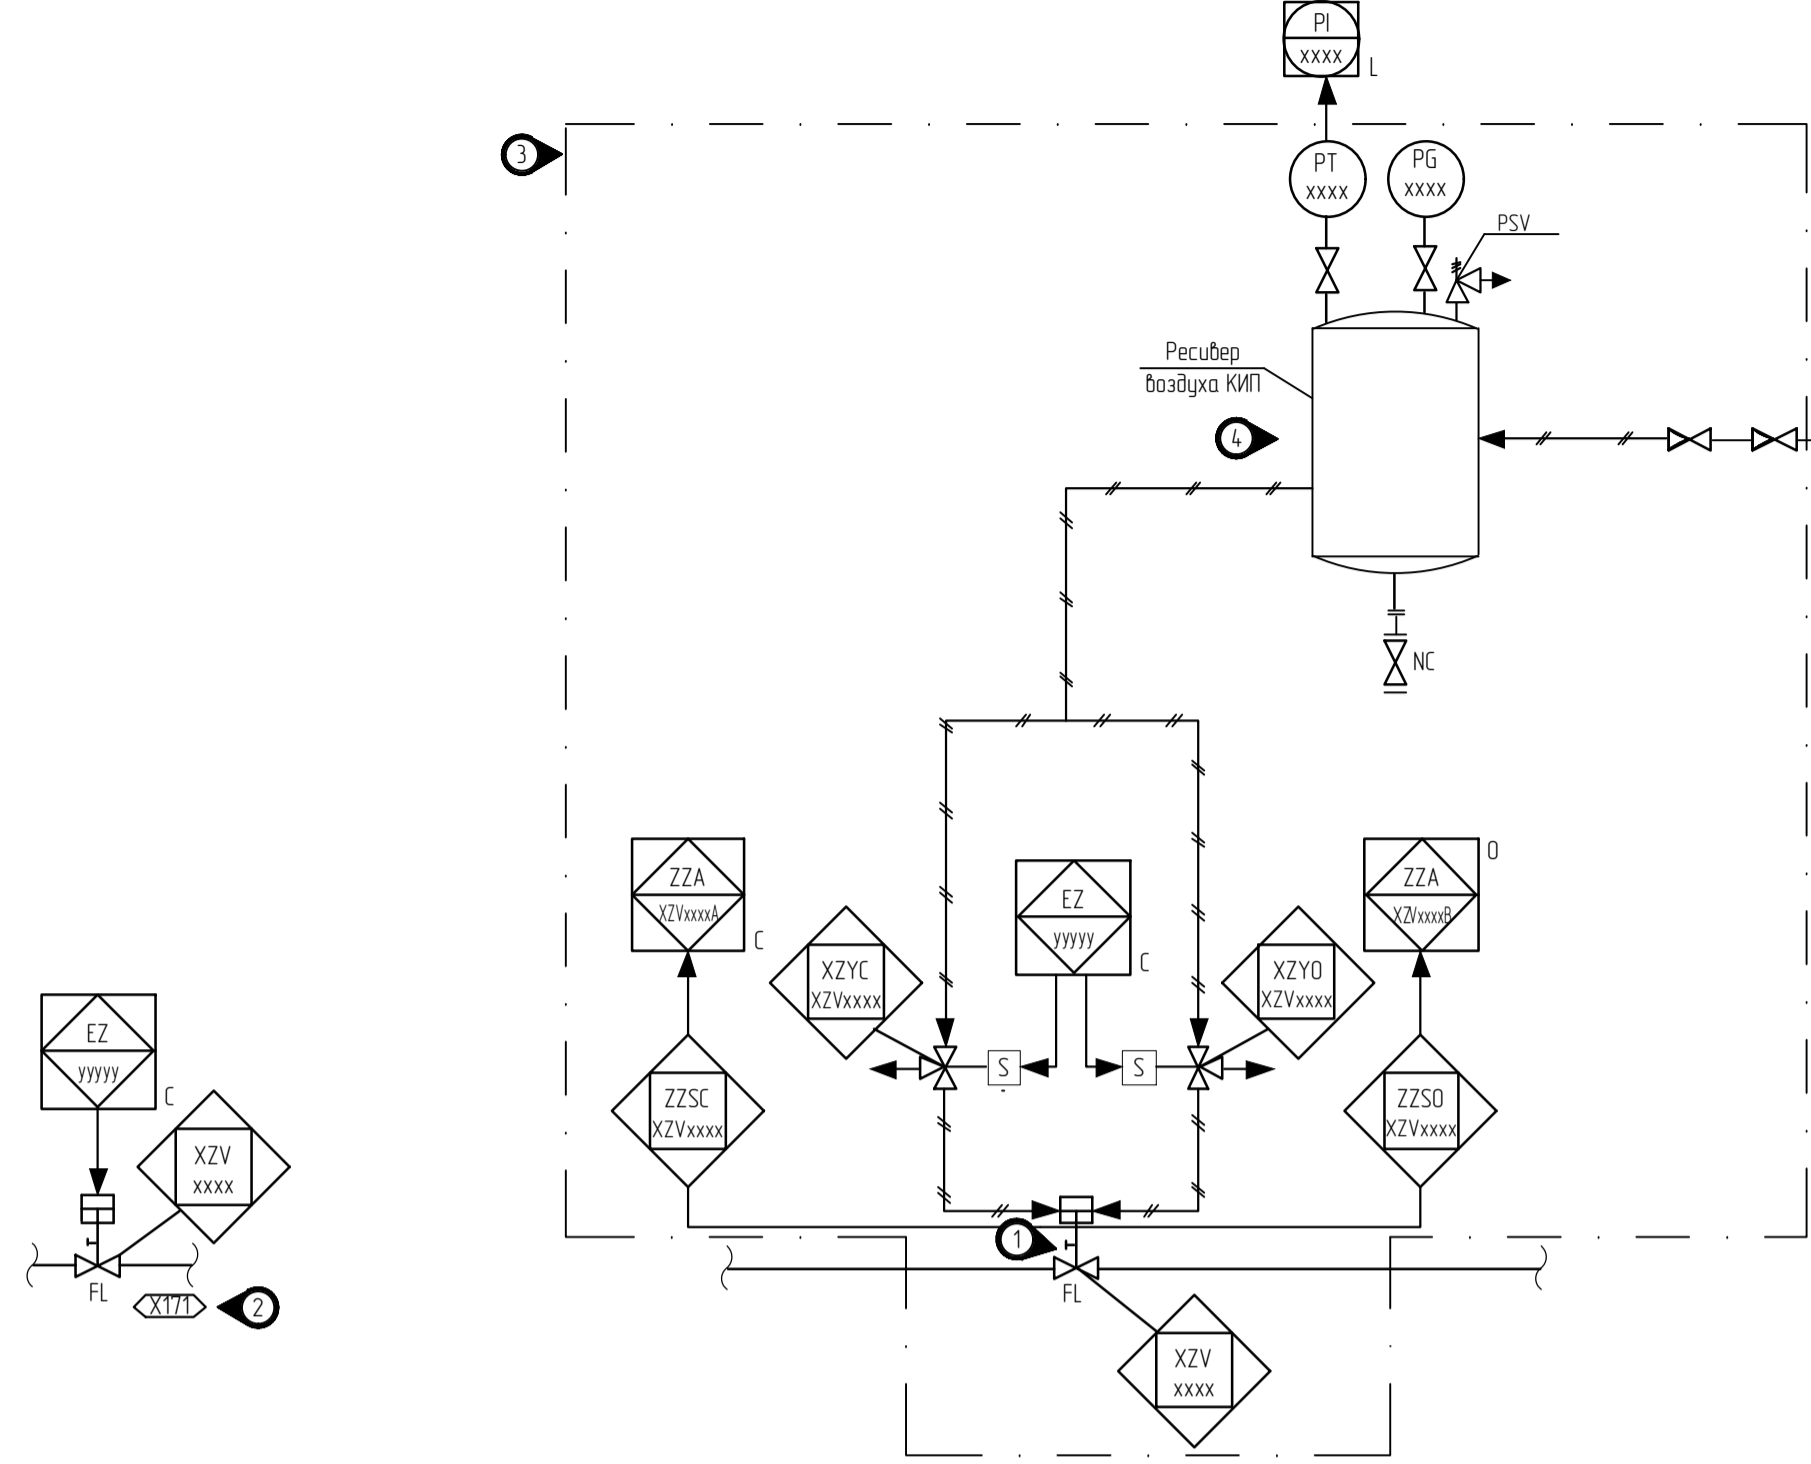 PI
xxxx
L
3
PT
xxxx
PG
xxxx
PSV
Ресивер
воздуха КИП
4
NC
ZZA
XZVxxxxA
C
EZ
yyyyy
C
ZZA
XZVxxxxB
O
XZYC
XZVxxxx
XZYO
XZVxxxx
S
S
ZZSC
XZVxxxx
ZZSO
XZVxxxx
EZ
yyyyy
C
XZV
xxxx
FL
X171
2
1
FL
XZV
xxxx